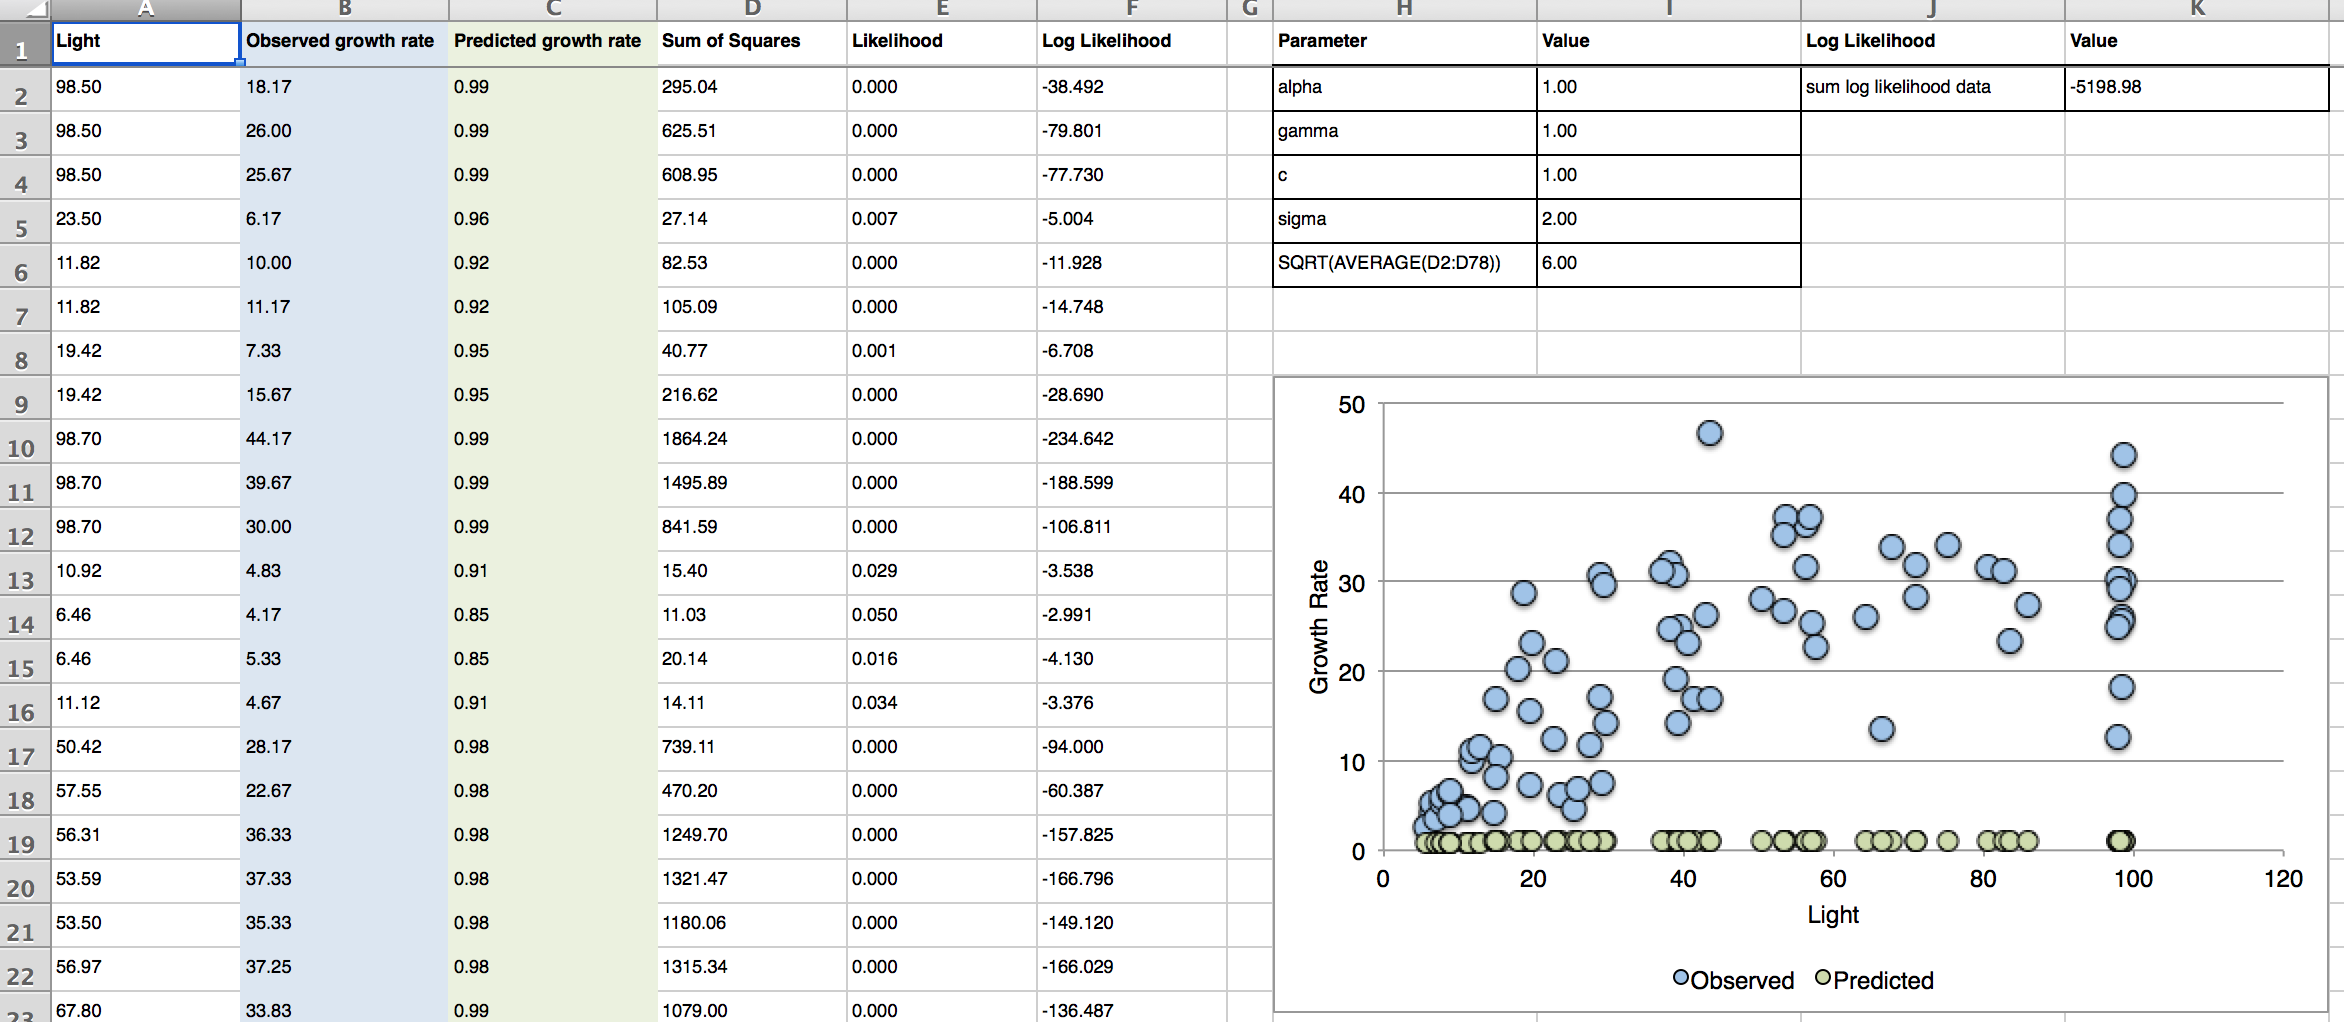 A B C D E F G H I J K
1 Light Observed growth rate Predicted growth rate Sum of Squares Likelihood Log Likelihood Parameter Value Log Likelihood Value
2 98.50 18.17 0.99 295.04 0.000 -38.492 alpha 1.00 sum log likelihood data -5198.98
3 98.50 26.00 0.99 625.51 0.000 -79.801 gamma 1.00
4 98.50 25.67 0.99 608.95 0.000 -77.730 c 1.00
5 23.50 6.17 0.96 27.14 0.007 -5.004 sigma 2.00
6 11.82 10.00 0.92 82.53 0.000 -11.928 SQRT(AVERAGE(D2:D78)) 6.00
7 11.82 11.17 0.92 105.09 0.000 -14.748
8 19.42 7.33 0.95 40.77 0.001 -6.708
9 19.42 15.67 0.95 216.62 0.000 -28.690
10 98.70 44.17 0.99 1864.24 0.000 -234.642
11 98.70 39.67 0.99 1495.89 0.000 -188.599
12 98.70 30.00 0.99 841.59 0.000 -106.811
13 10.92 4.83 0.91 15.40 0.029 -3.538
14 6.46 4.17 0.85 11.03 0.050 -2.991
15 6.46 5.33 0.85 20.14 0.016 -4.130
16 11.12 4.67 0.91 14.11 0.034 -3.376
17 50.42 28.17 0.98 739.11 0.000 -94.000
18 57.55 22.67 0.98 470.20 0.000 -60.387
19 56.31 36.33 0.98 1249.70 0.000 -157.825
20 53.59 37.33 0.98 1321.47 0.000 -166.796
21 53.50 35.33 0.98 1180.06 0.000 -149.120
22 56.97 37.25 0.98 1315.34 0.000 -166.029
23 67.80 33.83 0.99 1079.00 0.000 -136.487
50
40
30
20
10
0
Growth Rate
0 20 40 60 80 100 120
Light
Observed Predicted